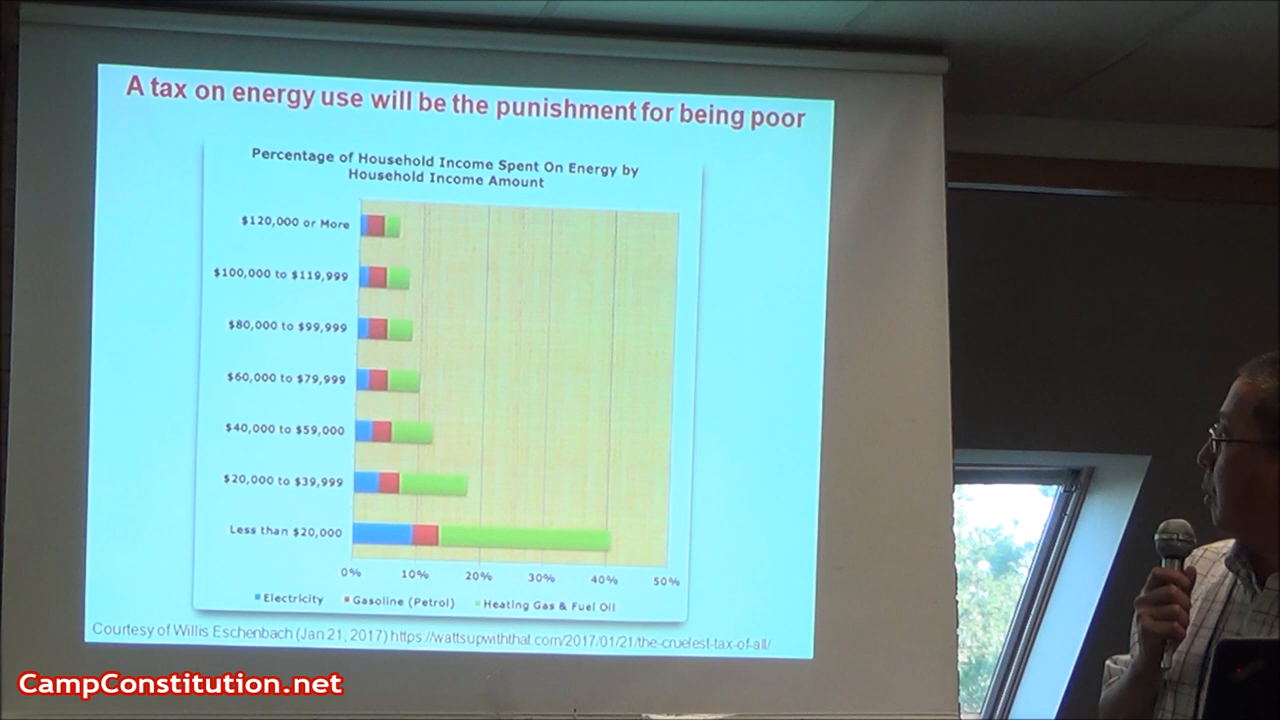 A tax on energy use will be the punishment for being poor
Percentage of Household Income Spent On Energy by
Household Income Amount
$120,000 or More
$100,000 to $119,999
$80,000 to $99,999
$60,000 to $79,999
$40,000 to $59,000
$20,000 to $39,999
Less than $20,000
0% 10% 20% 30% 40% 50%
Electricity Gasoline (Petrol) Heating Gas & Fuel Oil
Courtesy of Willis Eschenbach (Jan 21, 2017) https://wattsupwiththat.com/2017/01/21/the-cruelest-tax-of-all/
CampConstitution.net